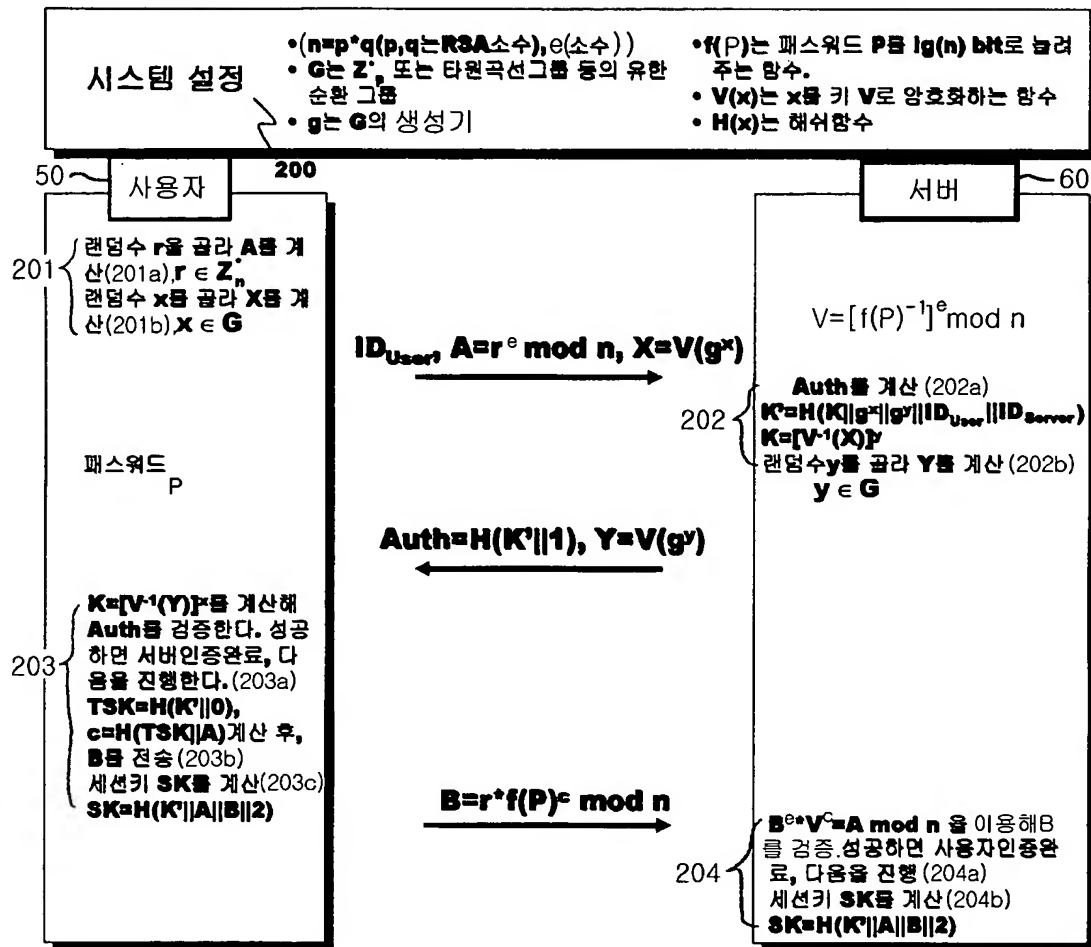 시스템 설정
•(n=p*q(p,q는RSA소수),e(소수))
• G는 Z*, 또는 타원곡선그룹 등의 유한
순환 그룹
• g는 G의 생성기
•f(P)는 패스워드 P를 lg(n) bit로 늘려
주는 함수.
• V(x)는 x를 키 V로 암호화하는 함수
• H(x)는 해쉬함수
200
50
사용자
서버
60
201
랜덤수 r을 골라 A를 계
산(201a),r ∈ Z*n
랜덤수 x를 골라 X를 계
산(201b),x ∈ G
ID_User, A=r^e mod n, X=V(g^x)
V=[f(P)^-1]^e mod n
202
Auth를 계산 (202a)
K'=H(K||g^x||g^y||ID_User||ID_Server)
K=[V^-1(X)]^y
랜덤수y를 골라 Y를 계산 (202b)
y ∈ G
패스워드
P
Auth=H(K'||1), Y=V(g^y)
203
K=[V^-1(Y)]^x를 계산해
Auth를 검증한다. 성공
하면 서버인증완료, 다
음을 진행한다.(203a)
TSK=H(K'||0),
c=H(TSK||A)계산 후,
B를 전송(203b)
세션키 SK를 계산(203c)
SK=H(K'||A||B||2)
B=r*f(P)^c mod n
204
B^e*V^c=A mod n 을 이용해B
를 검증.성공하면 사용자인증완
료, 다음을 진행 (204a)
세션키 SK를 계산 (204b)
SK=H(K'||A||B||2)